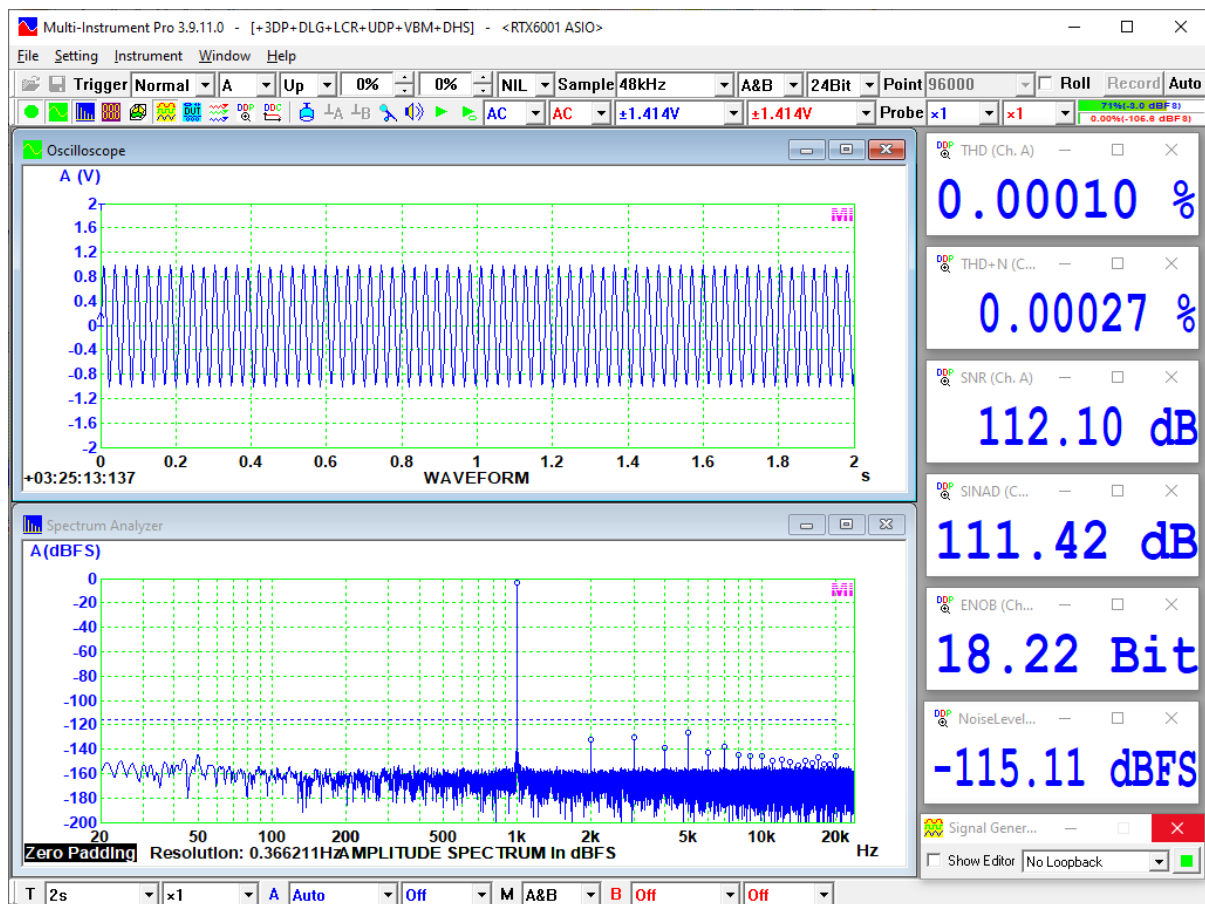 Multi-Instrument Pro 3.9.11.0 - [+3DP+DLG+LCR+UDP+VBM+DHS] - <RTX6001 ASIO>
File Setting Instrument Window Help
Trigger Normal A Up 0% 0% NIL Sample 48kHz A&B 24Bit Point 96000 Roll Record Auto
AC AC ±1.414V ±1.414V Probe ×1 ×1 71%(-3.0 dBFS)
0.00%(-106.6 dBFS)
Oscilloscope
A (V)
2
1.6
1.2
0.8
0.4
0
-0.4
-0.8
-1.2
-1.6
-2
MI
0 0.2 0.4 0.6 0.8 1 1.2 1.4 1.6 1.8 2
+03:25:13:137 WAVEFORM s
Spectrum Analyzer
A(dBFS)
0
-20
-40
-60
-80
-100
-120
-140
-160
-180
-200
MI
20 50 100 200 500 1k 2k 5k 10k 20k
Zero Padding Resolution: 0.366211Hz AMPLITUDE SPECTRUM in dBFS Hz
DDP THD (Ch. A)
0.00010 %
DDP THD+N (C...
0.00027 %
DDP SNR (Ch. A)
112.10 dB
DDP SINAD (C...
111.42 dB
DDP ENOB (Ch...
18.22 Bit
DDP NoiseLevel...
-115.11 dBFS
Signal Gener...
Show Editor No Loopback
T 2s ×1 A Auto Off M A&B B Off Off